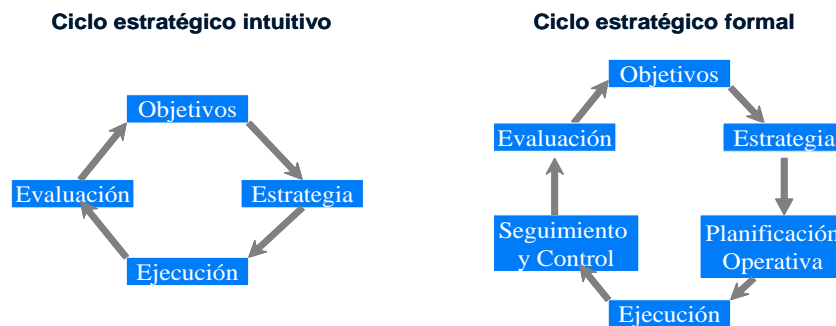 Ciclo estratégico intuitivo
Objetivos
Estrategia
Ejecución
Evaluación
Ciclo estratégico formal
Objetivos
Estrategia
Planificación
Operativa
Ejecución
Seguimiento
y Control
Evaluación